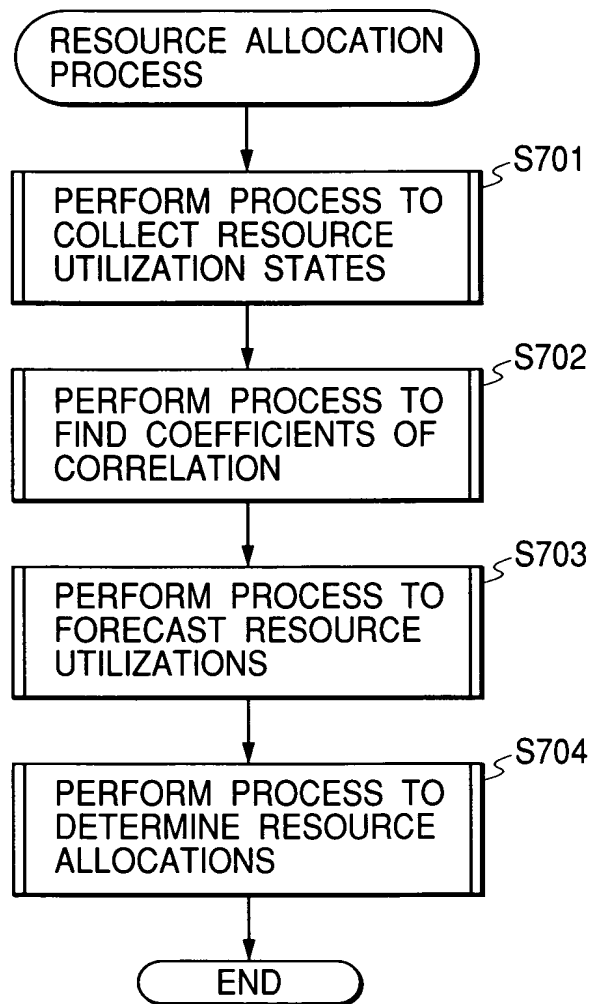 RESOURCE ALLOCATION
PROCESS
S701
PERFORM PROCESS TO
COLLECT RESOURCE
UTILIZATION STATES
S702
PERFORM PROCESS TO
FIND COEFFICIENTS OF
CORRELATION
S703
PERFORM PROCESS TO
FORECAST RESOURCE
UTILIZATIONS
S704
PERFORM PROCESS TO
DETERMINE RESOURCE
ALLOCATIONS
END